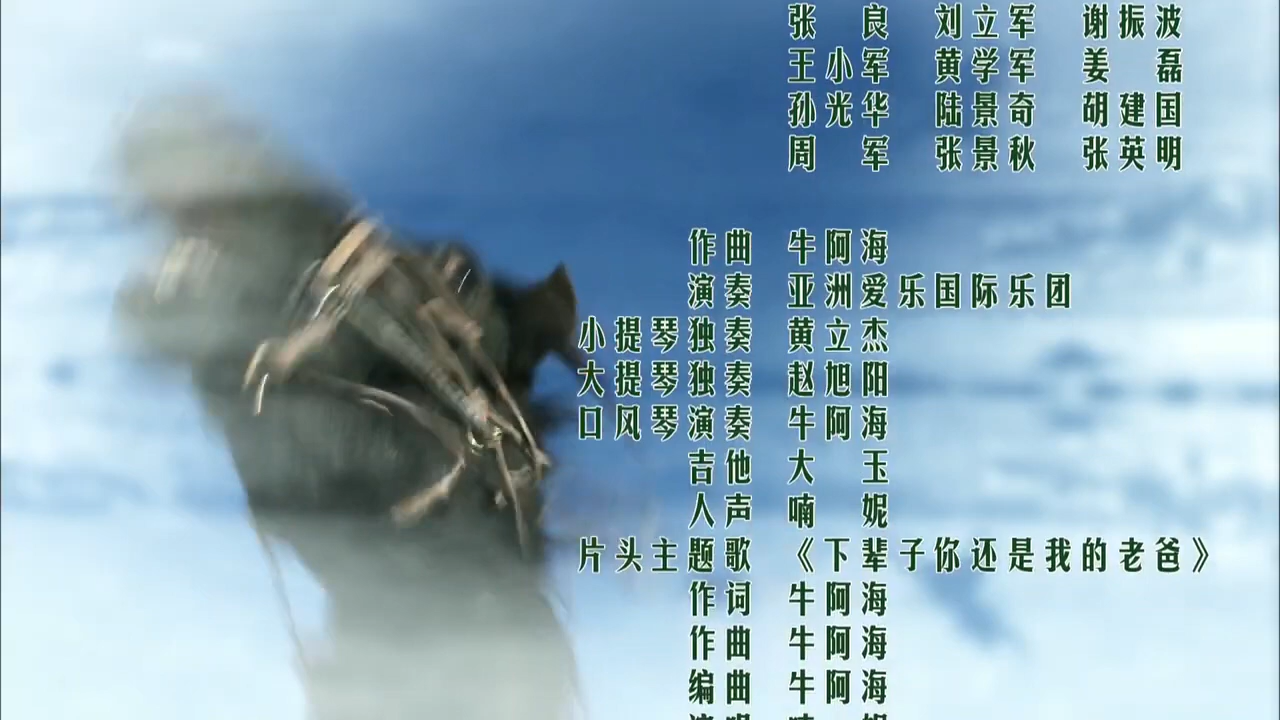 张 良 刘立军 谢振波
王小军 黄学军 姜 磊
孙光华 陆景奇 胡建国
周 军 张景秋 张英明
作曲 牛阿海
演奏 亚洲爱乐国际乐团
小提琴独奏 黄立杰
大提琴独奏 赵旭阳
口风琴演奏 牛阿海
吉他 大 玉
人声 喃 妮
片头主题歌 《下辈子你还是我的老爸》
作词 牛阿海
作曲 牛阿海
编曲 牛阿海